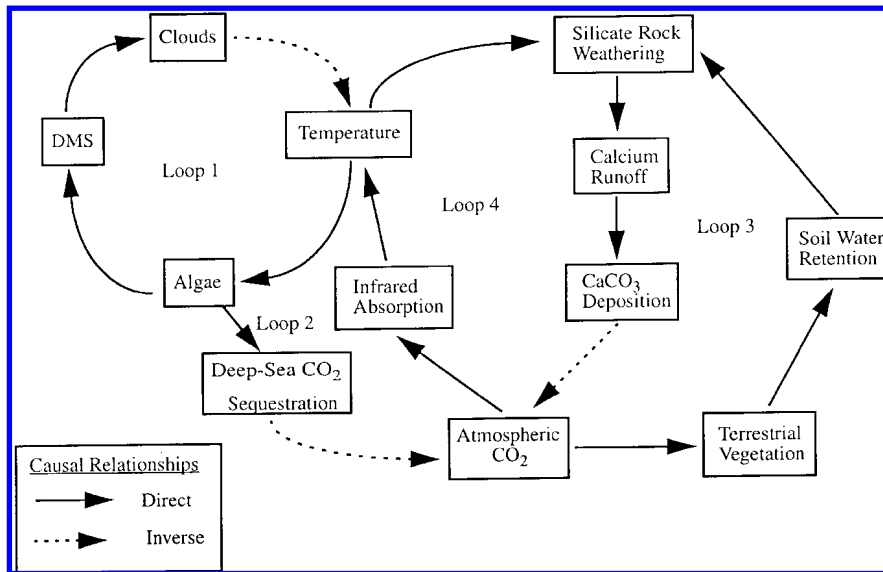 Clouds
Silicate Rock
Weathering
DMS
Temperature
Loop 1
Calcium
Runoff
Loop 4
Loop 3
Soil Water
Retention
Algae
Infrared
Absorption
CaCO3
Deposition
Loop 2
Deep-Sea CO2
Sequestration
Atmospheric
CO2
Terrestrial
Vegetation
Causal Relationships
Direct
Inverse